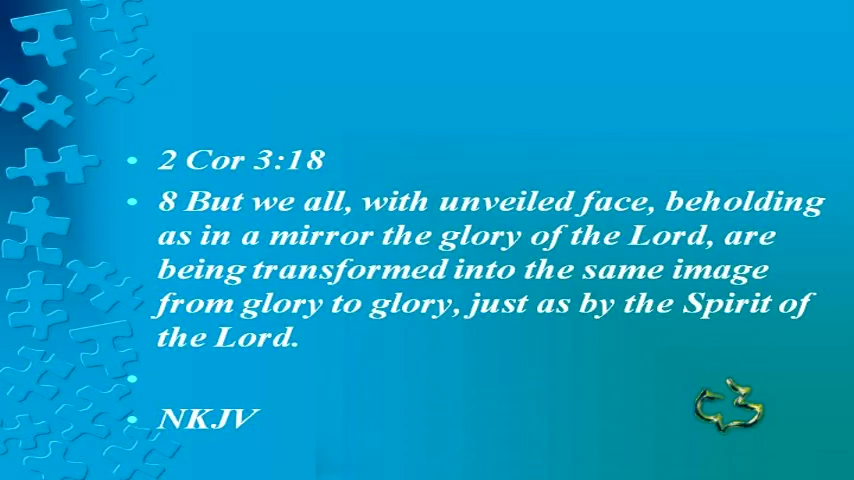 2 Cor 3:18
8 But we all, with unveiled face, beholding
as in a mirror the glory of the Lord, are
being transformed into the same image
from glory to glory, just as by the Spirit of
the Lord.
NKJV